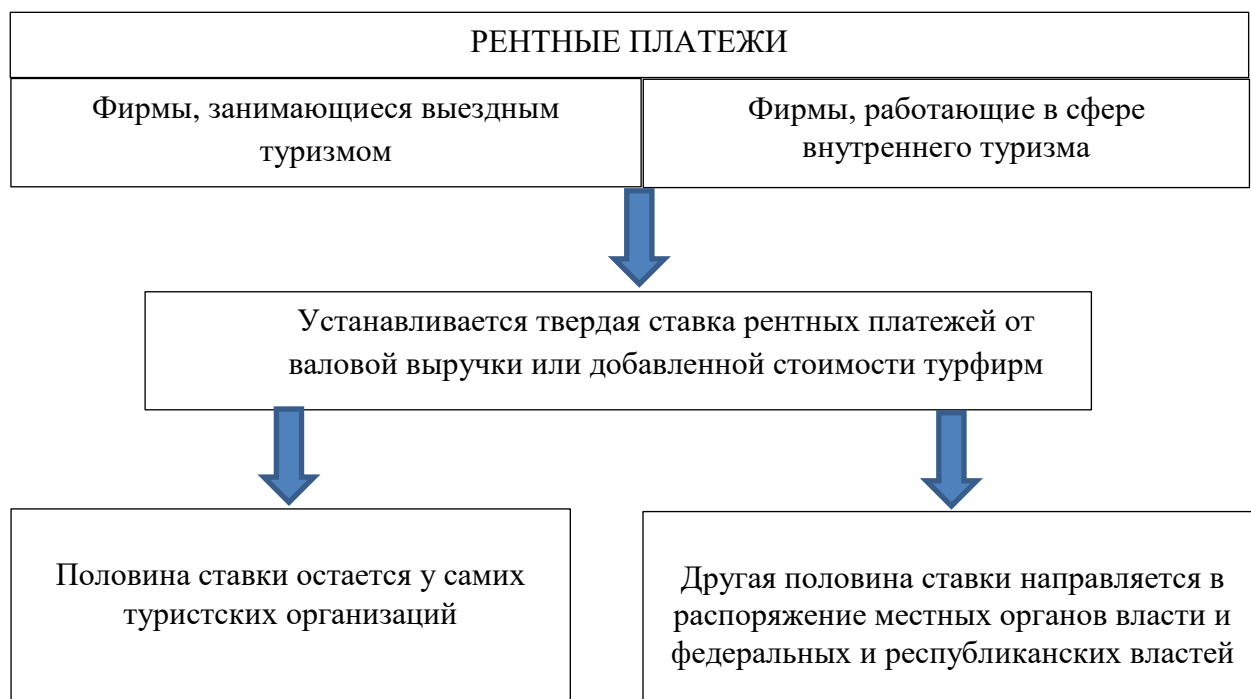 РЕНТНЫЕ ПЛАТЕЖИ
Фирмы, занимающиеся выездным
туризмом
Фирмы, работающие в сфере
внутреннего туризма
Устанавливается твердая ставка рентных платежей от
валовой выручки или добавленной стоимости турфирм
Половина ставки остается у самих
туристских организаций
Другая половина ставки направляется в
распоряжение местных органов власти и
федеральных и республиканских властей